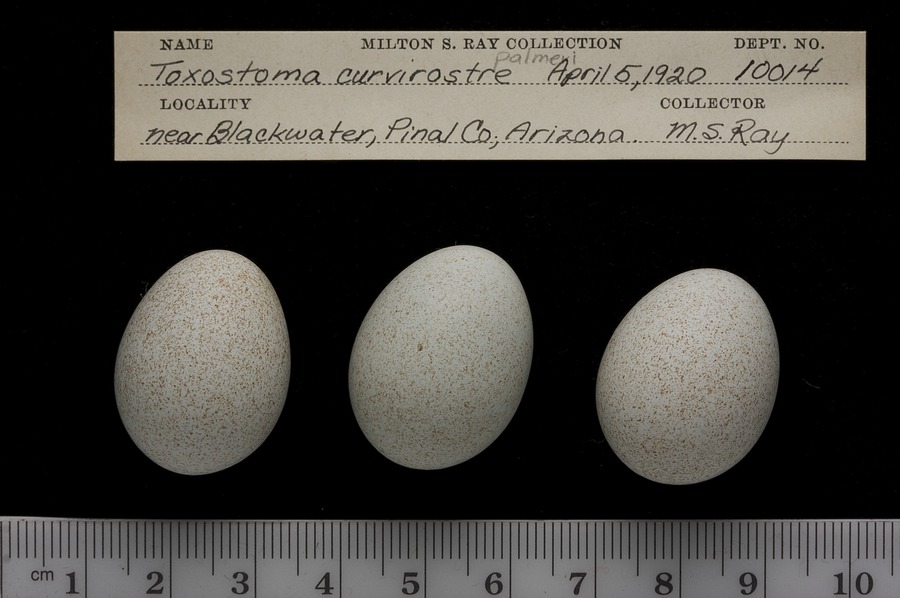 NAME MILTON S. RAY COLLECTION DEPT. NO.
palmeri
Toxostoma curvirostre April 5, 1920 10014
LOCALITY COLLECTOR
near Blackwater, Pinal Co; Arizona. M.S. Ray
cm 1 2 3 4 5 6 7 8 9 10